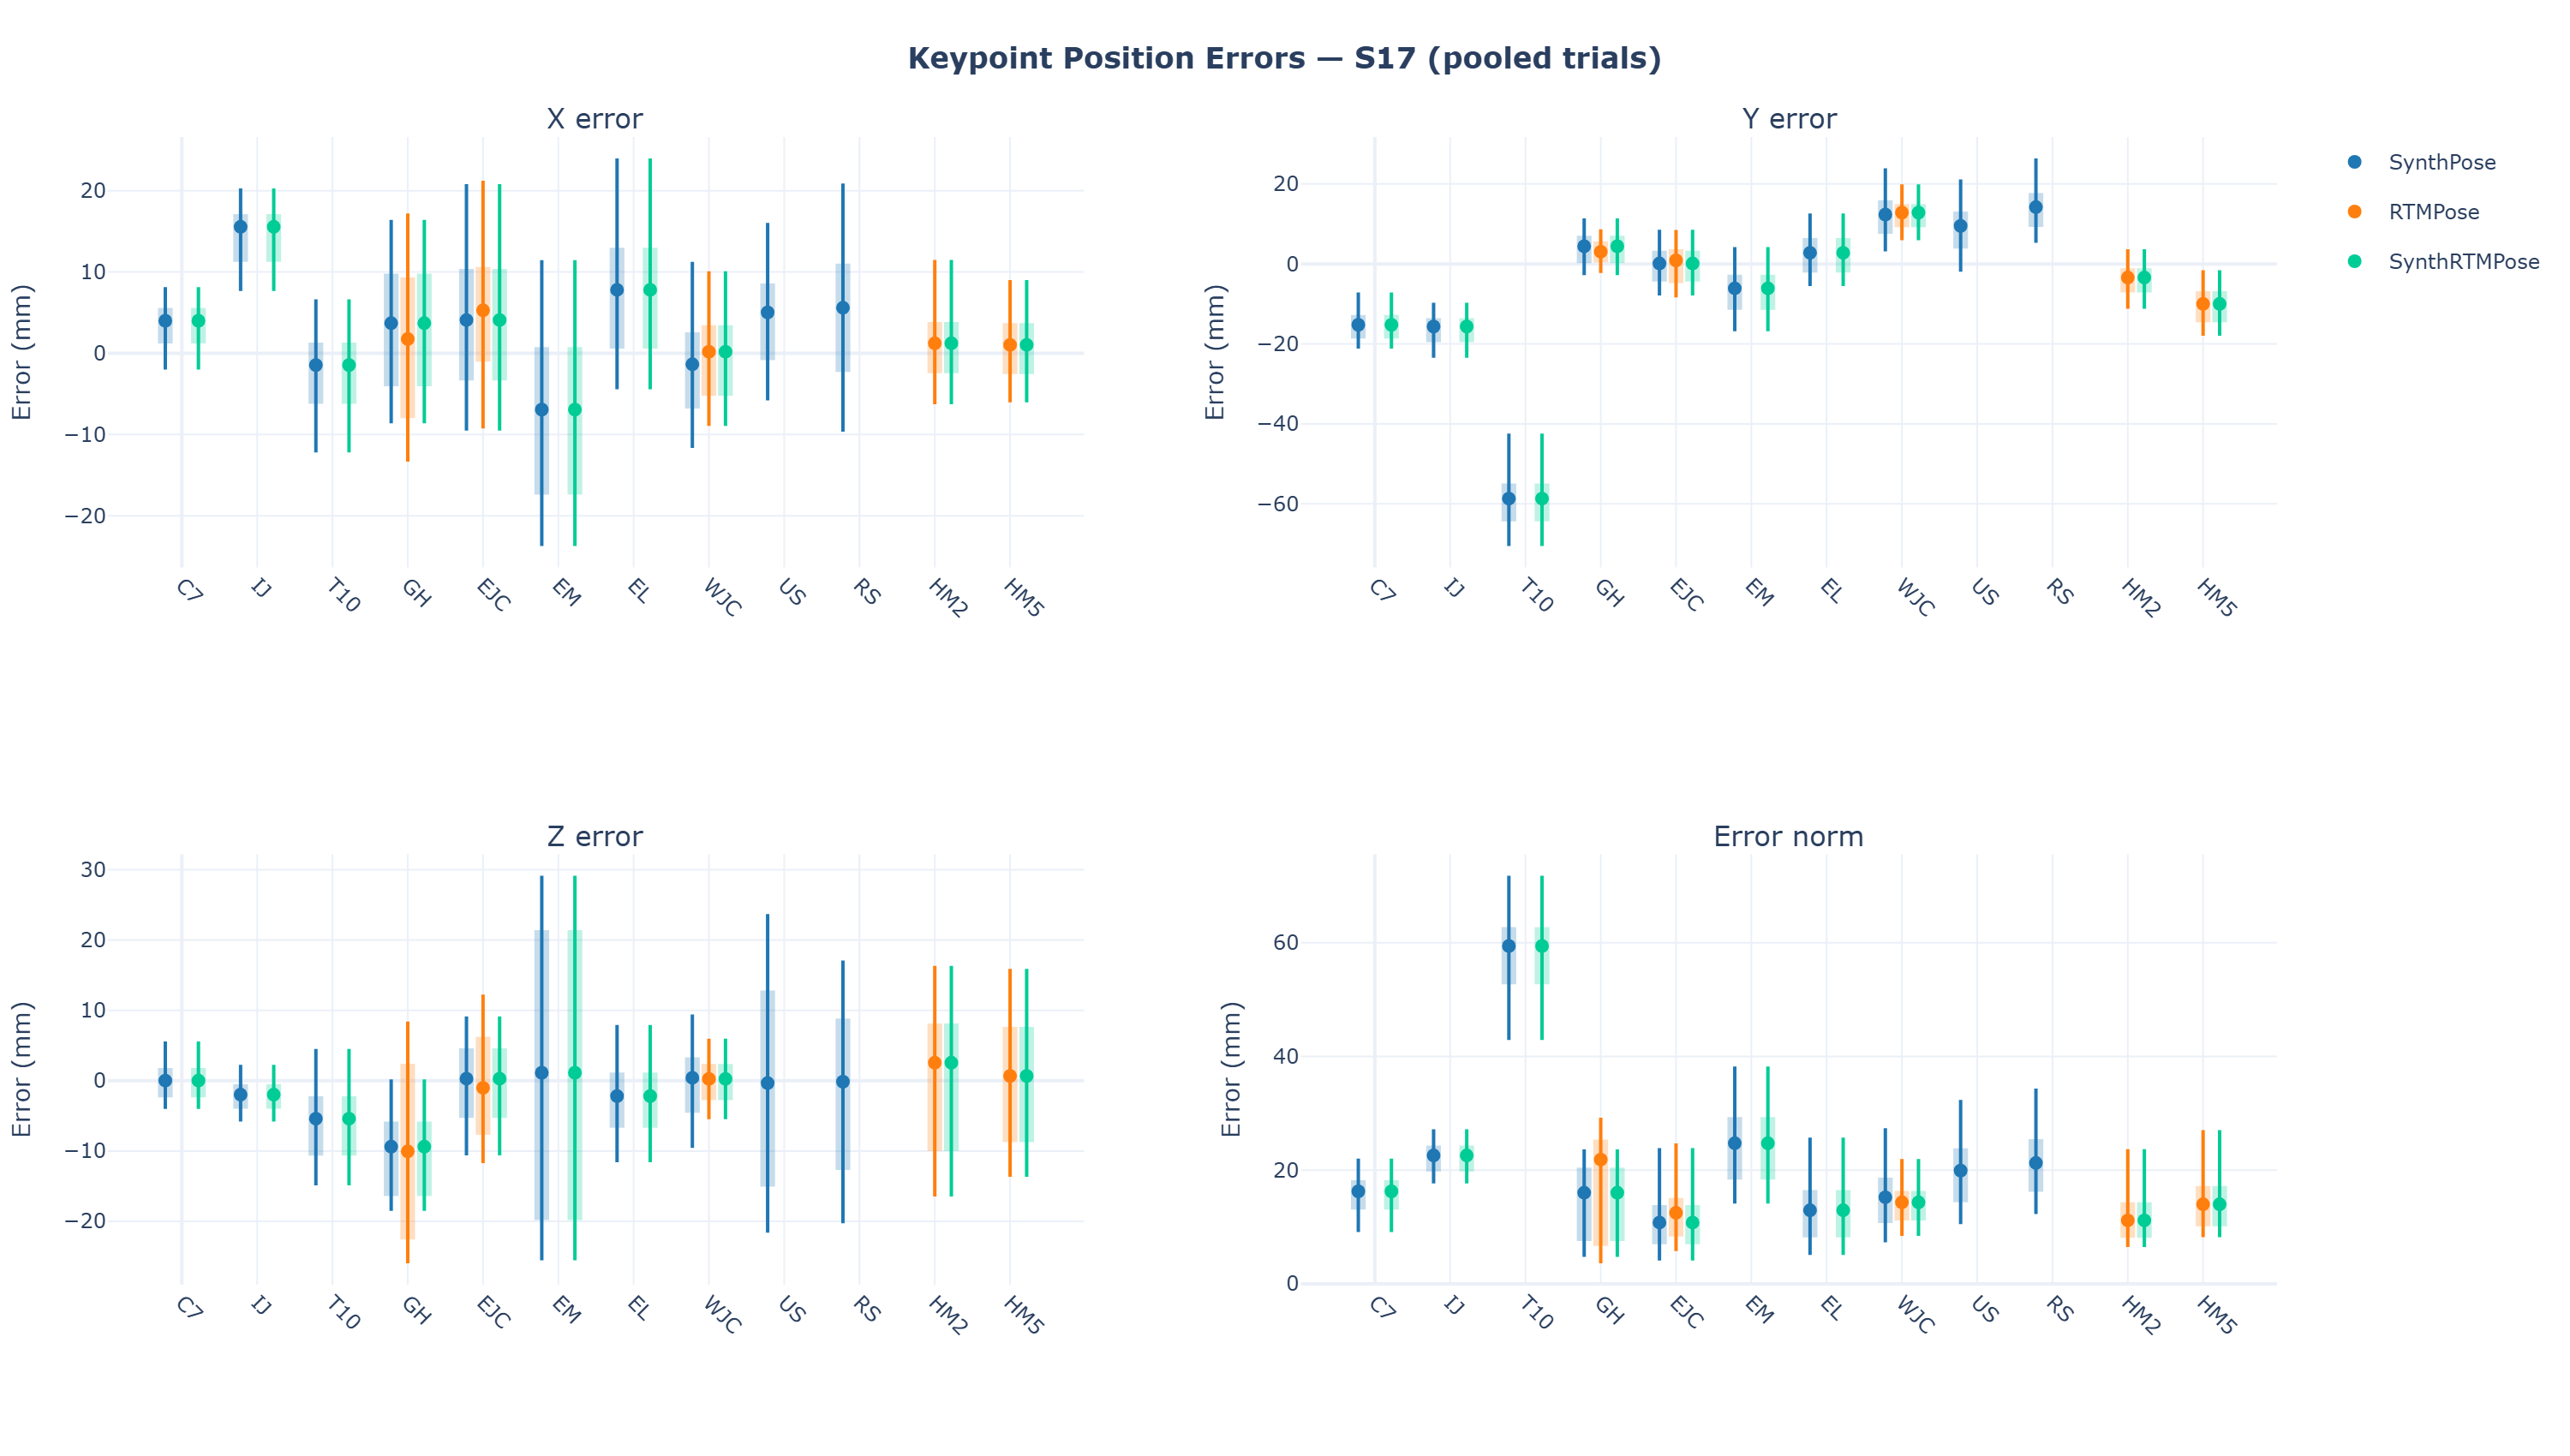 Keypoint Position Errors — S17 (pooled trials)
X error
Error (mm)
20
10
0
−10
−20
C7 IJ T10 GH EJC EM EL WJC US RS HM2 HM5
Y error
Error (mm)
20
0
−20
−40
−60
C7 IJ T10 GH EJC EM EL WJC US RS HM2 HM5
SynthPose
RTMPose
SynthRTMPose
Z error
Error (mm)
30
20
10
0
−10
−20
C7 IJ T10 GH EJC EM EL WJC US RS HM2 HM5
Error norm
Error (mm)
60
40
20
0
C7 IJ T10 GH EJC EM EL WJC US RS HM2 HM5